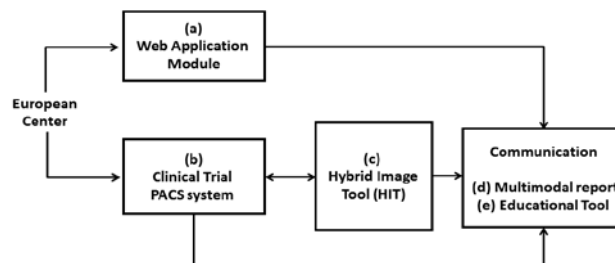 (a)
Web Application
Module
European
Center
(b)
Clinical Trial
PACS system
(c)
Hybrid Image
Tool (HIT)
Communication
(d) Multimodal report
(e) Educational Tool